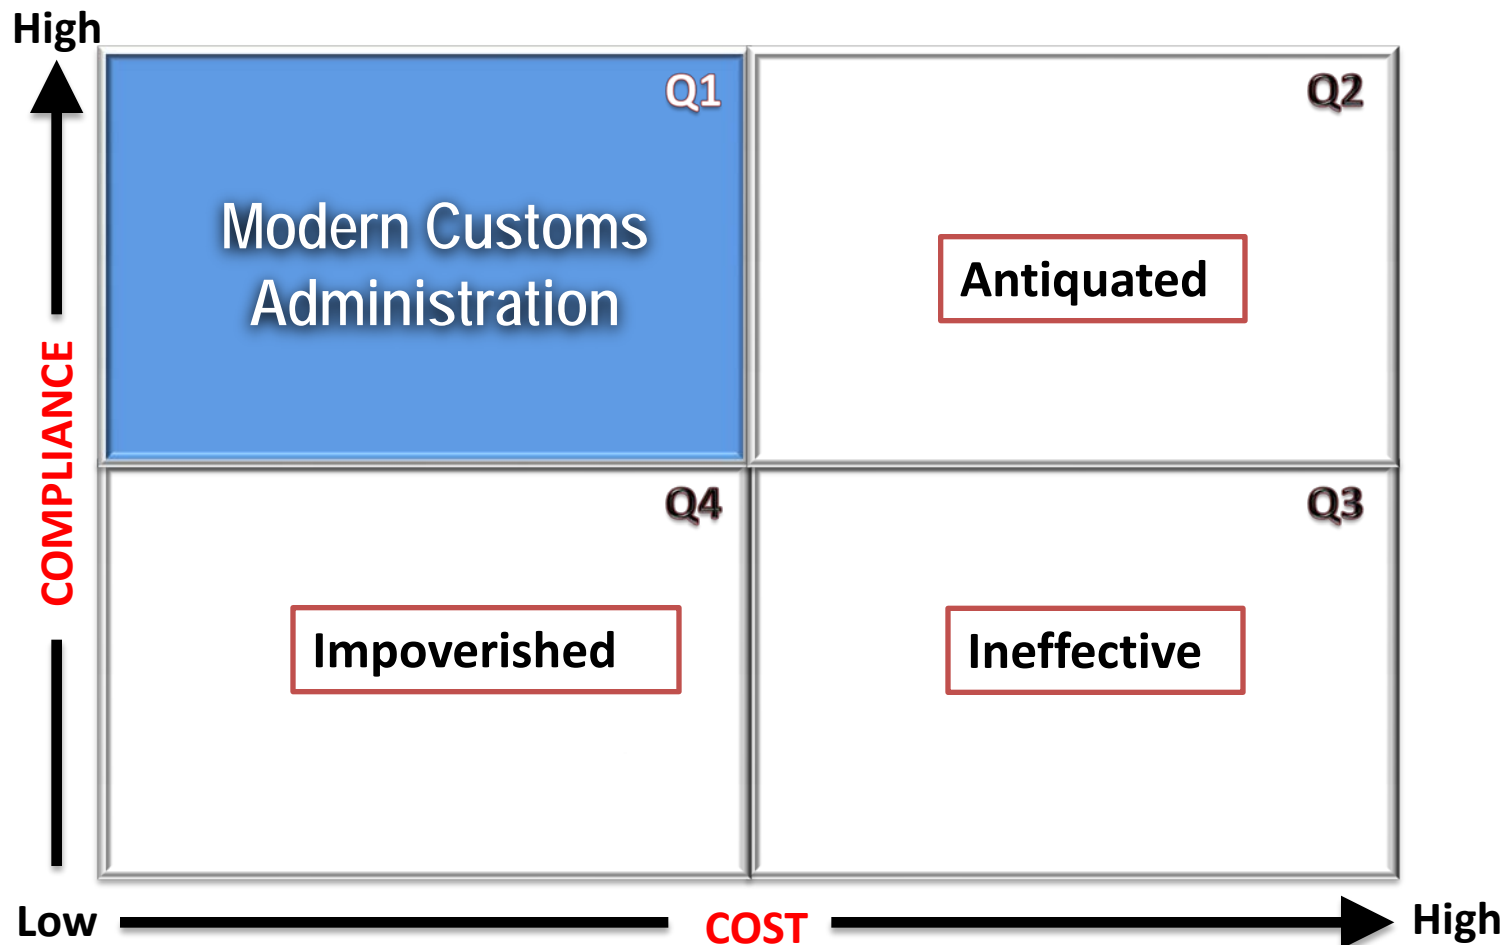 High
Q1
Q2
Modern Customs
Administration
Antiquated
COMPLIANCE
Q4
Q3
Impoverished
Ineffective
Low
COST
High